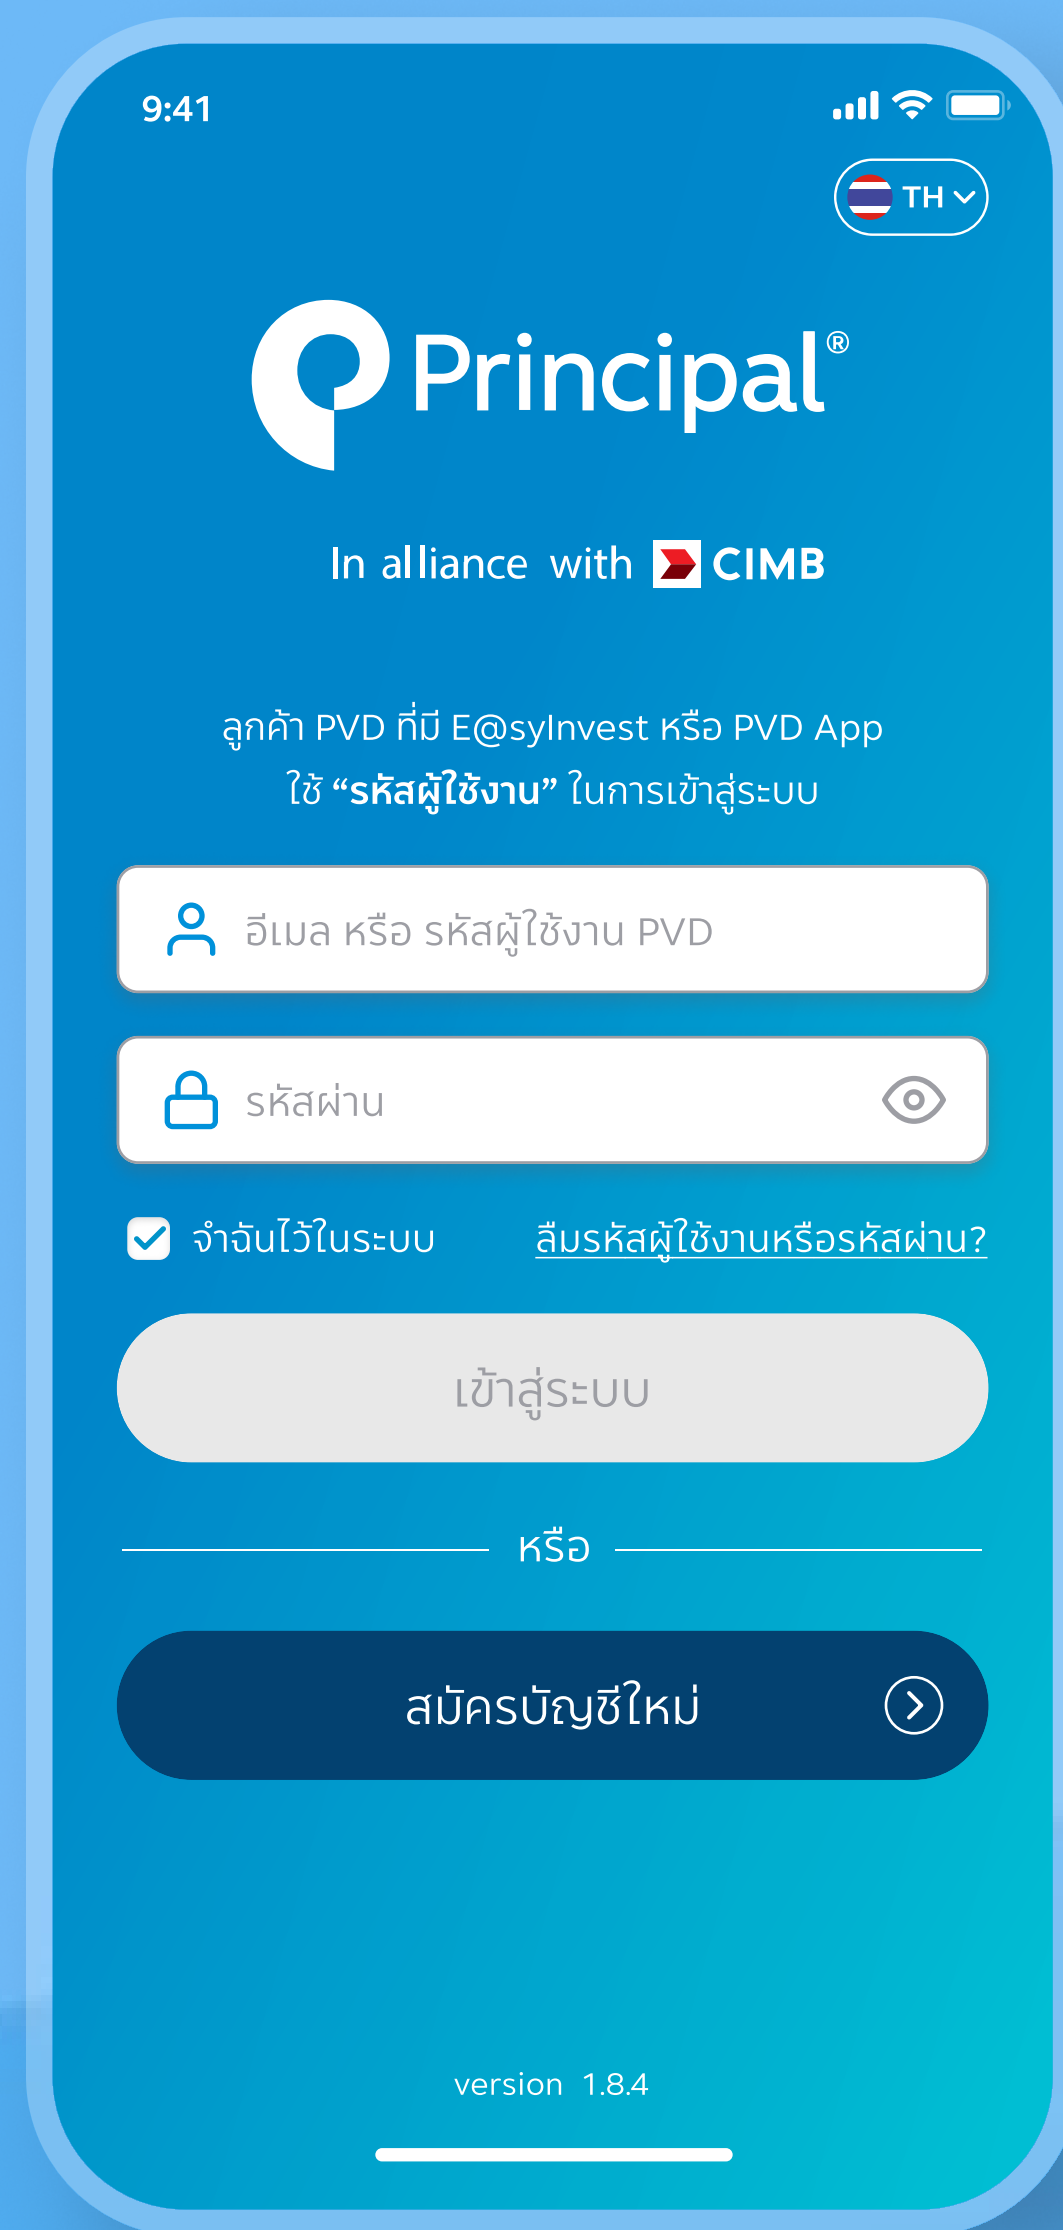 9:41
TH
Principal®
In alliance with CIMB
ลูกค้า PVD ที่มี E@syInvest หรือ PVD App
ใช้ “รหัสผู้ใช้งาน” ในการเข้าสู่ระบบ
อีเมล หรือ รหัสผู้ใช้งาน PVD
รหัสผ่าน
จำฉันไว้ในระบบ
ลืมรหัสผู้ใช้งานหรือรหัสผ่าน?
เข้าสู่ระบบ
หรือ
สมัครบัญชีใหม่
version 1.8.4